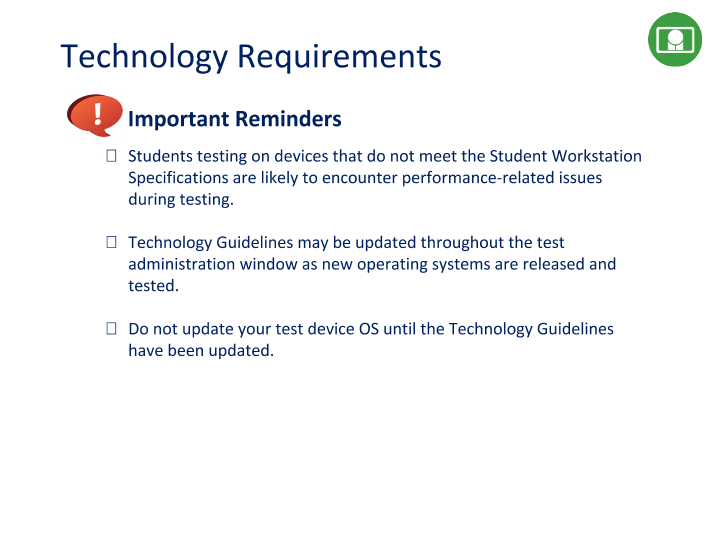 Technology Requirements
! Important Reminders
Students testing on devices that do not meet the Student Workstation
Specifications are likely to encounter performance-related issues
during testing.
Technology Guidelines may be updated throughout the test
administration window as new operating systems are released and
tested.
Do not update your test device OS until the Technology Guidelines
have been updated.